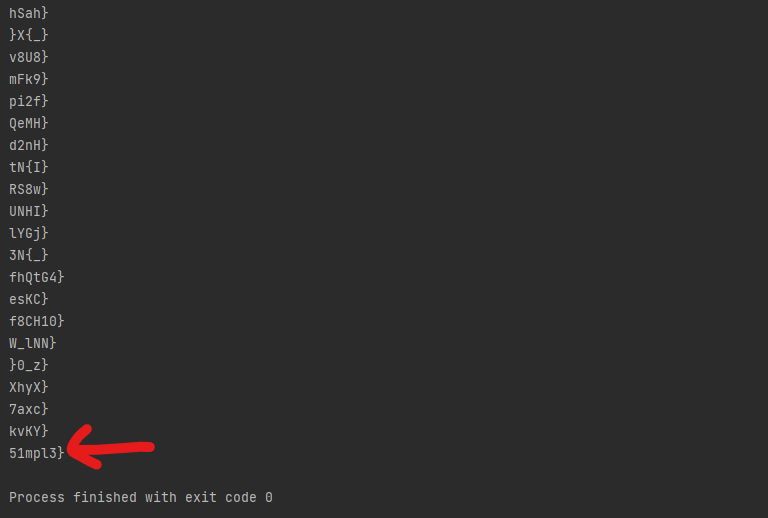 hSah}
}X{_}
v8U8}
mFk9}
pi2f}
QeMH}
d2nH}
tN{I}
RS8w}
UNHI}
lYGj}
3N{_}
fhQtG4}
esKC}
f8CH10}
W_lNN}
}0_z}
XhyX}
7axc}
kvKY}
51mpl3}
Process finished with exit code 0